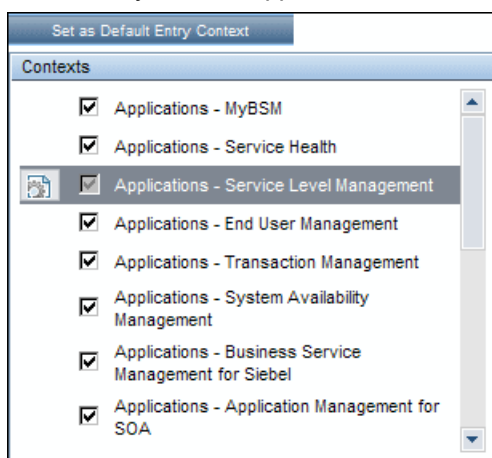 Set as Default Entry Context
Contexts
Applications - MyBSM
Applications - Service Health
Applications - Service Level Management
Applications - End User Management
Applications - Transaction Management
Applications - System Availability
Management
Applications - Business Service
Management for Siebel
Applications - Application Management for
SOA